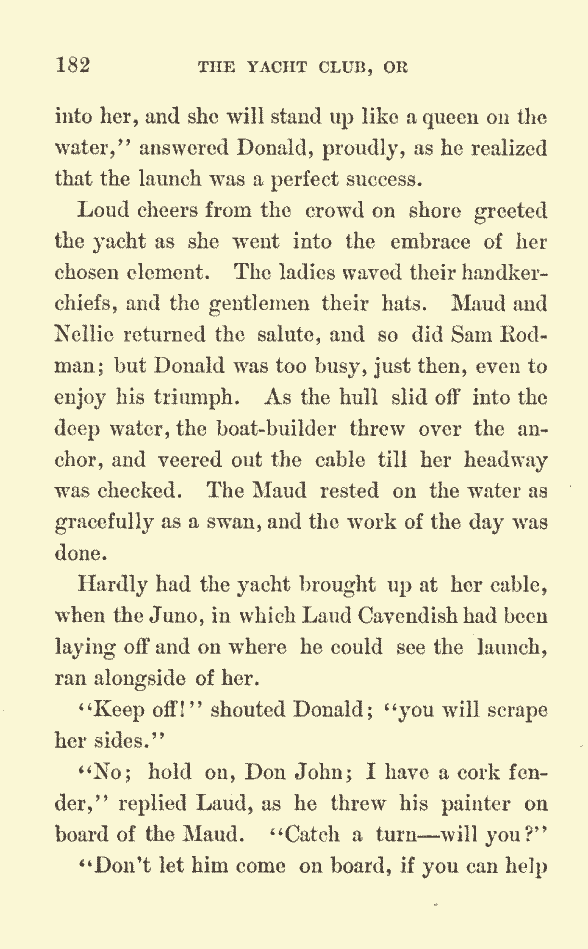 182 THE YACHT CLUB, OR
into her, and she will stand up like a queen on the
water," answered Donald, proudly, as he realized
that the launch was a perfect success.
Loud cheers from the crowd on shore greeted
the yacht as she went into the embrace of her
chosen element. The ladies waved their handker-
chiefs, and the gentlemen their hats. Maud and
Nellie returned the salute, and so did Sam Rod-
man; but Donald was too busy, just then, even to
enjoy his triumph. As the hull slid off into the
deep water, the boat-builder threw over the an-
chor, and veered out the cable till her headway
was checked. The Maud rested on the water as
gracefully as a swan, and the work of the day was
done.
Hardly had the yacht brought up at her cable,
when the Juno, in which Laud Cavendish had been
laying off and on where he could see the launch,
ran alongside of her.
"Keep off!" shouted Donald; "you will scrape
her sides."
"No; hold on, Don John; I have a cork fen-
der," replied Laud, as he threw his painter on
board of the Maud. "Catch a turn—will you?"
"Don't let him come on board, if you can help